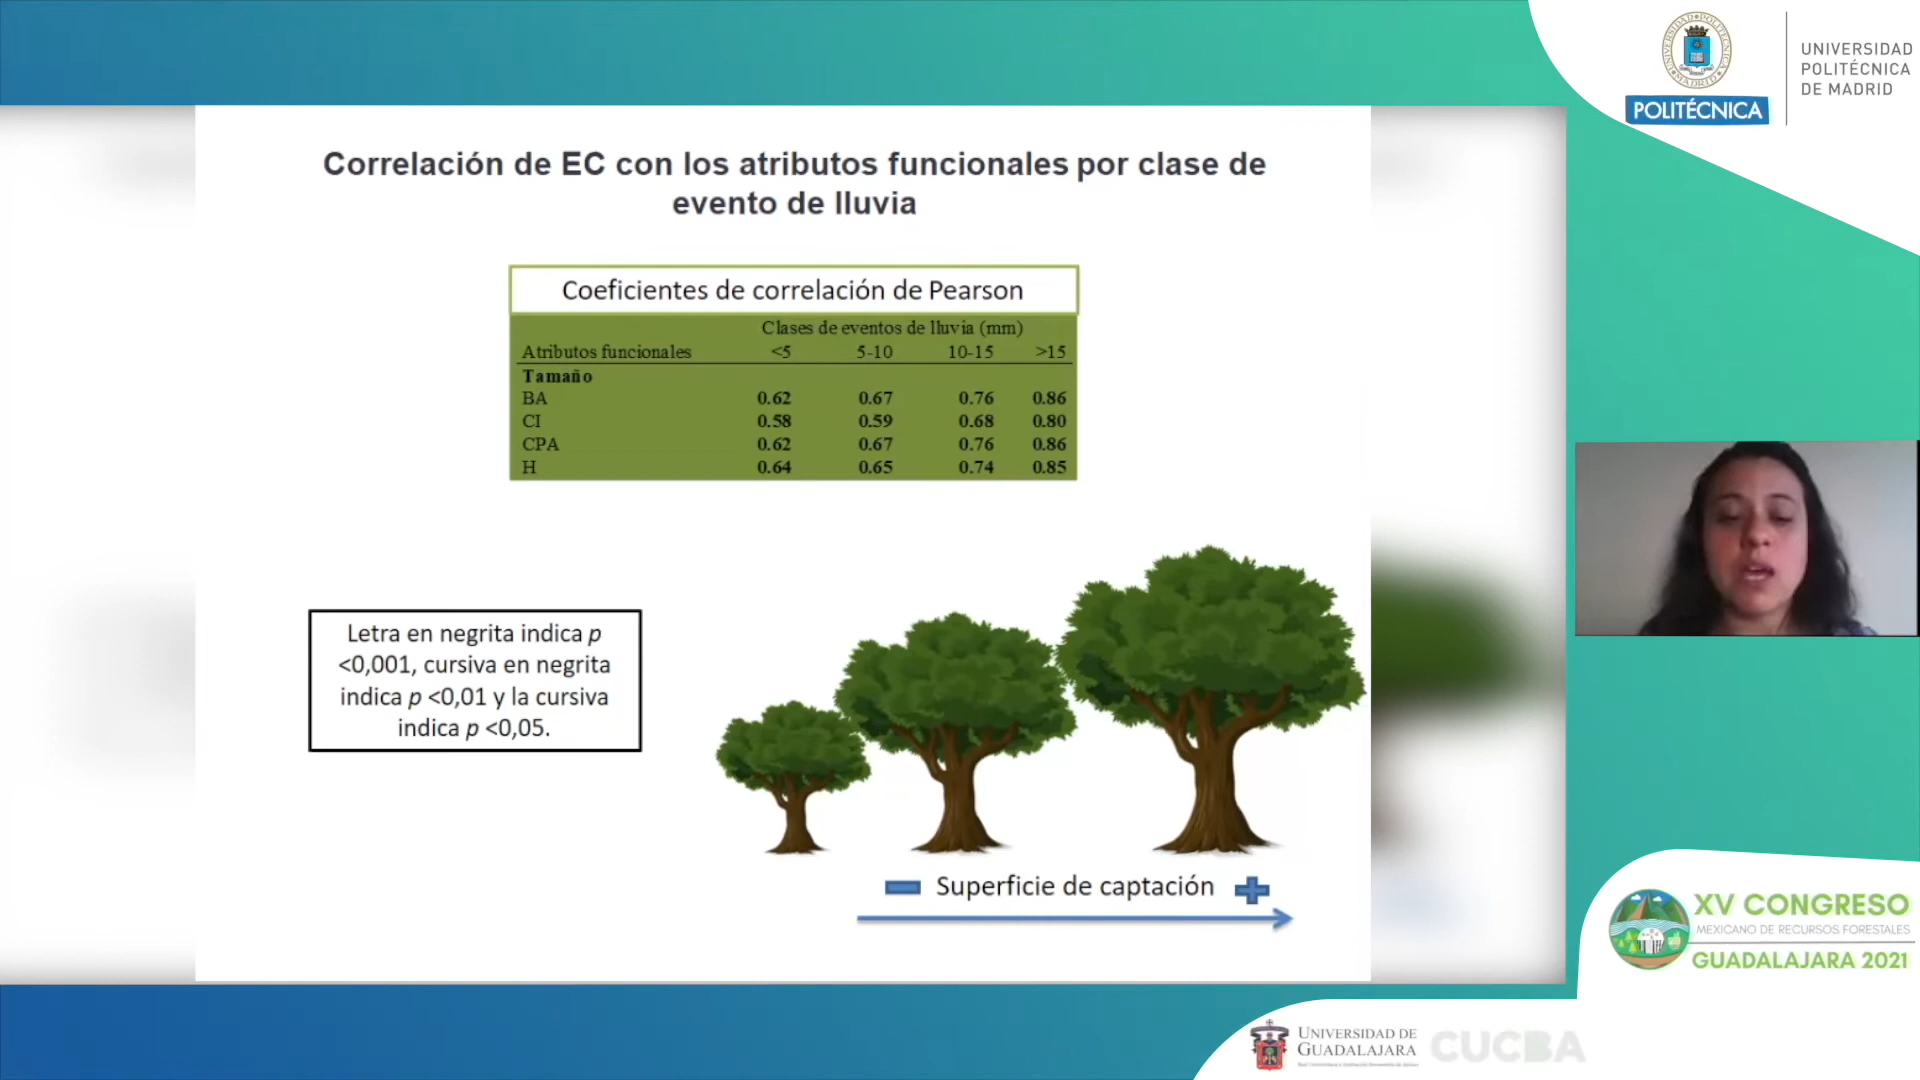 UNIVERSIDAD
POLITÉCNICA
DE MADRID
POLITÉCNICA
Correlación de EC con los atributos funcionales por clase de
evento de lluvia
Coeficientes de correlación de Pearson
Clases de eventos de lluvia (mm)
Atributos funcionales <5 5-10 10-15 >15
Tamaño
BA 0.62 0.67 0.76 0.86
CI 0.58 0.59 0.68 0.80
CPA 0.62 0.67 0.76 0.86
H 0.64 0.65 0.74 0.85
Letra en negrita indica p
<0,001, cursiva en negrita
indica p <0,01 y la cursiva
indica p <0,05.
Superficie de captación
XV CONGRESO
MEXICANO DE RECURSOS FORESTALES
GUADALAJARA 2021
UNIVERSIDAD DE
GUADALAJARA
CUCBA